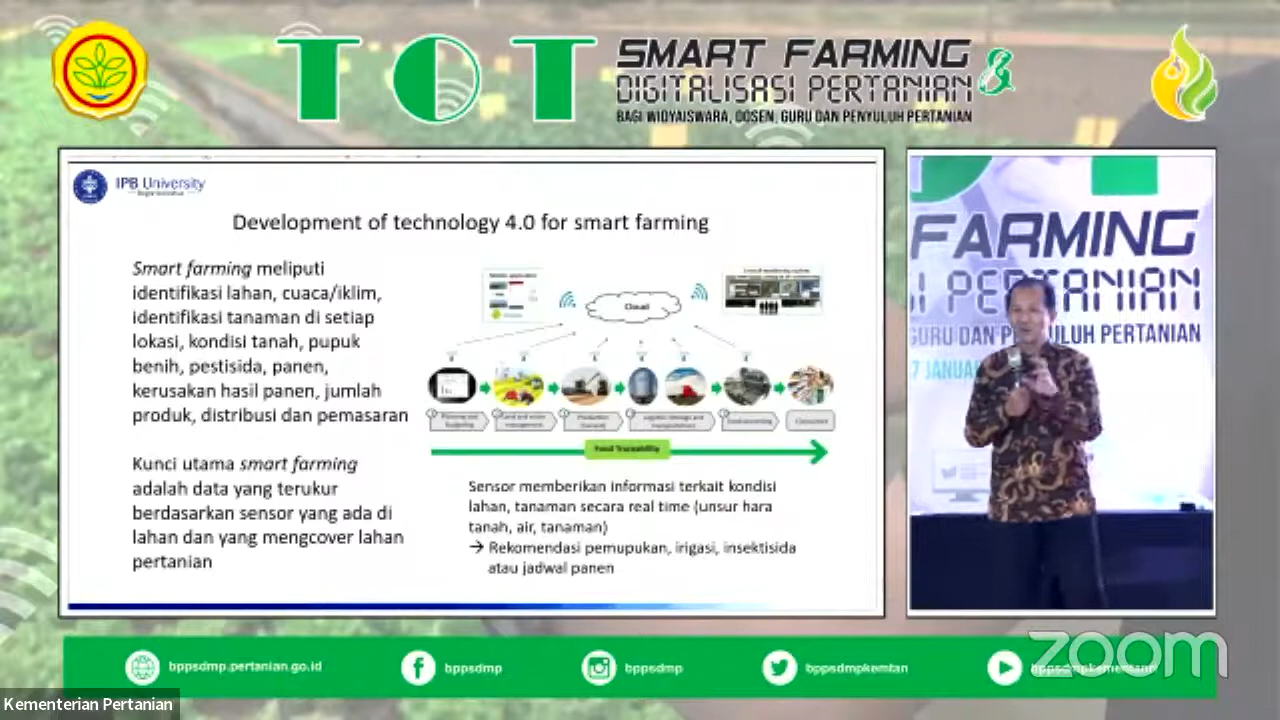 TOT
SMART FARMING
DIGITALISASI PERTANIAN &
BAGI WIDYAISWARA, DOSEN, GURU DAN PENYULUH PERTANIAN
IPB University
Development of technology 4.0 for smart farming
Smart farming meliputi
identifikasi lahan, cuaca/iklim,
identifikasi tanaman di setiap
lokasi, kondisi tanah, pupuk
benih, pestisida, panen,
kerusakan hasil panen, jumlah
produk, distribusi dan pemasaran
Kunci utama smart farming
adalah data yang terukur
berdasarkan sensor yang ada di
lahan dan yang mengcover lahan
pertanian
Cloud
Food Traceability
Sensor memberikan informasi terkait kondisi
lahan, tanaman secara real time (unsur hara
tanah, air, tanaman)
→ Rekomendasi pemupukan, irigasi, insektisida
atau jadwal panen
FARMING
GURU DAN PENYULUH PERTANIAN
bppsdmp.pertanian.go.id
bppsdmp
bppsdmp
bppsdmpkemtan
zoom
Kementerian Pertanian